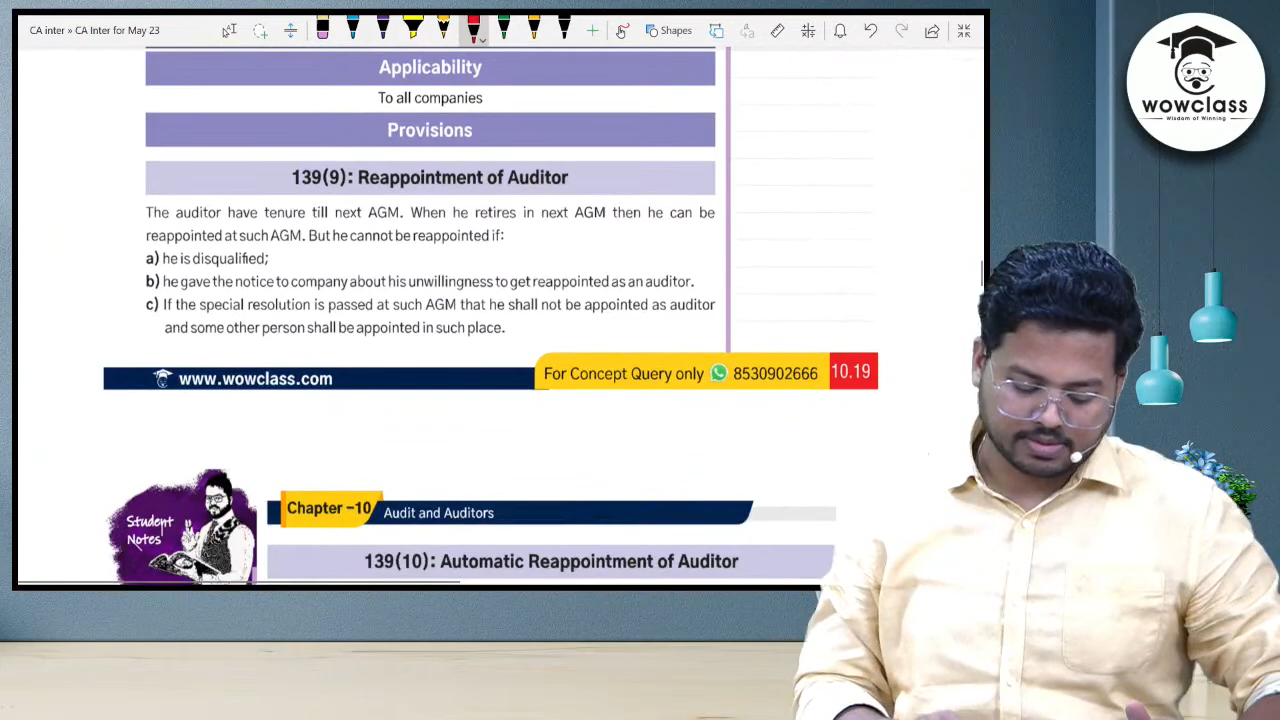 CA inter » CA Inter for May 23
Shapes
wowclass
Wisdom of Winning
Applicability
To all companies
Provisions
139(9): Reappointment of Auditor
The auditor have tenure till next AGM. When he retires in next AGM then he can be
reappointed at such AGM. But he cannot be reappointed if:
a) he is disqualified;
b) he gave the notice to company about his unwillingness to get reappointed as an auditor.
c) If the special resolution is passed at such AGM that he shall not be appointed as auditor
and some other person shall be appointed in such place.
www.wowclass.com
For Concept Query only 8530902666 10.19
Student
Notes
Chapter -10 Audit and Auditors
139(10): Automatic Reappointment of Auditor